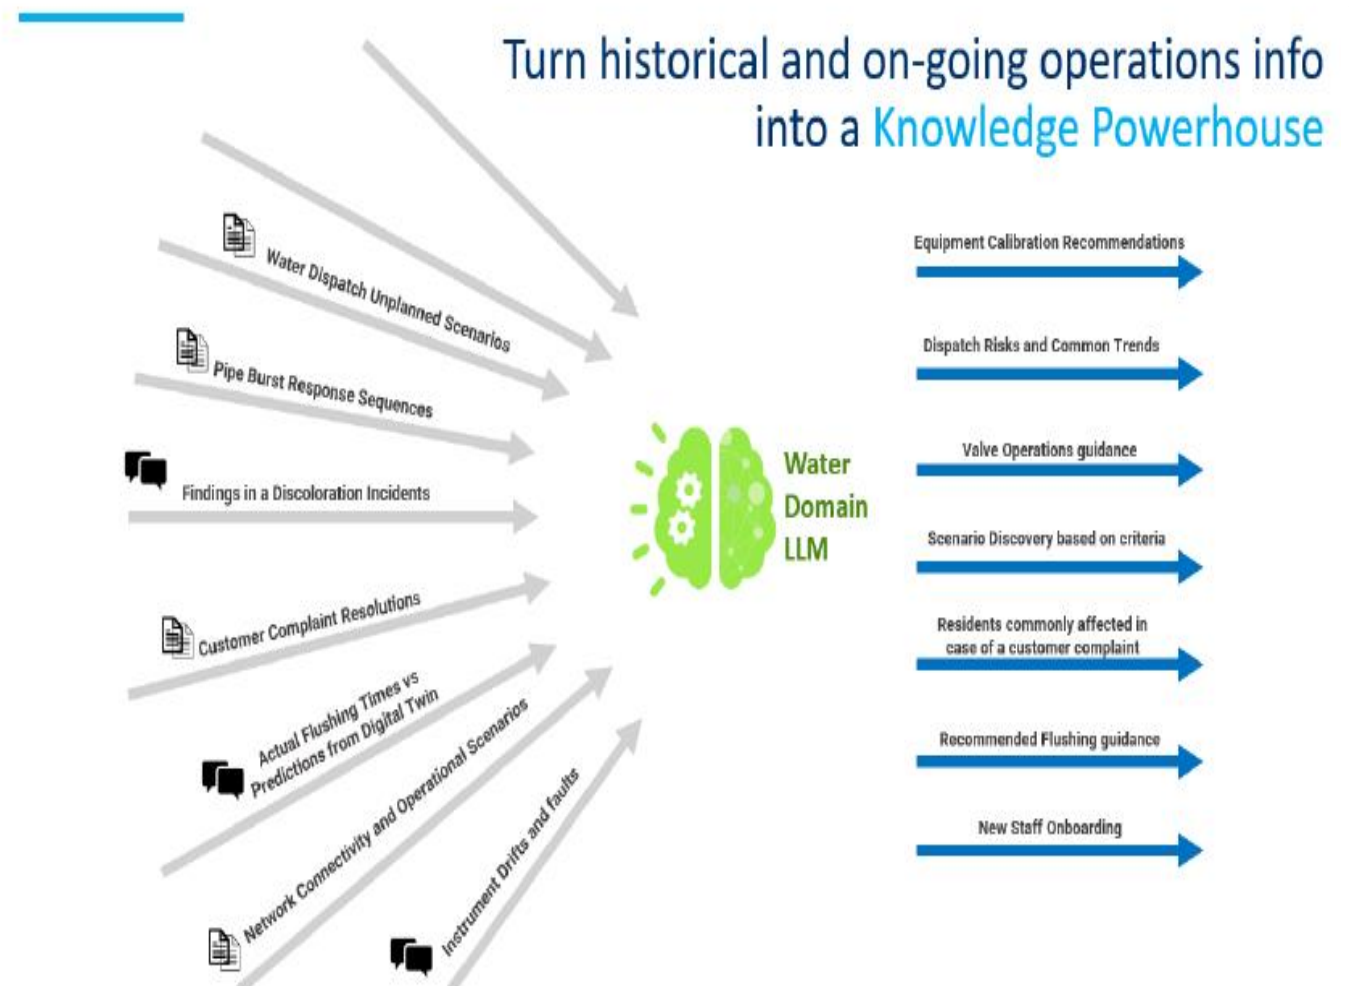 Turn historical and on-going operations info
into a Knowledge Powerhouse
Water Dispatch Unplanned Scenarios
Pipe Burst Response Sequences
Findings in a Discoloration Incidents
Customer Complaint Resolutions
Actual Flushing Times vs
Predictions from Digital Twin
Network Connectivity and Operational Scenarios
Instrument Drifts and faults
Water
Domain
LLM
Equipment Calibration Recommendations
Dispatch Risks and Common Trends
Valve Operations guidance
Scenario Discovery based on criteria
Residents commonly affected in
case of a customer complaint
Recommended Flushing guidance
New Staff Onboarding